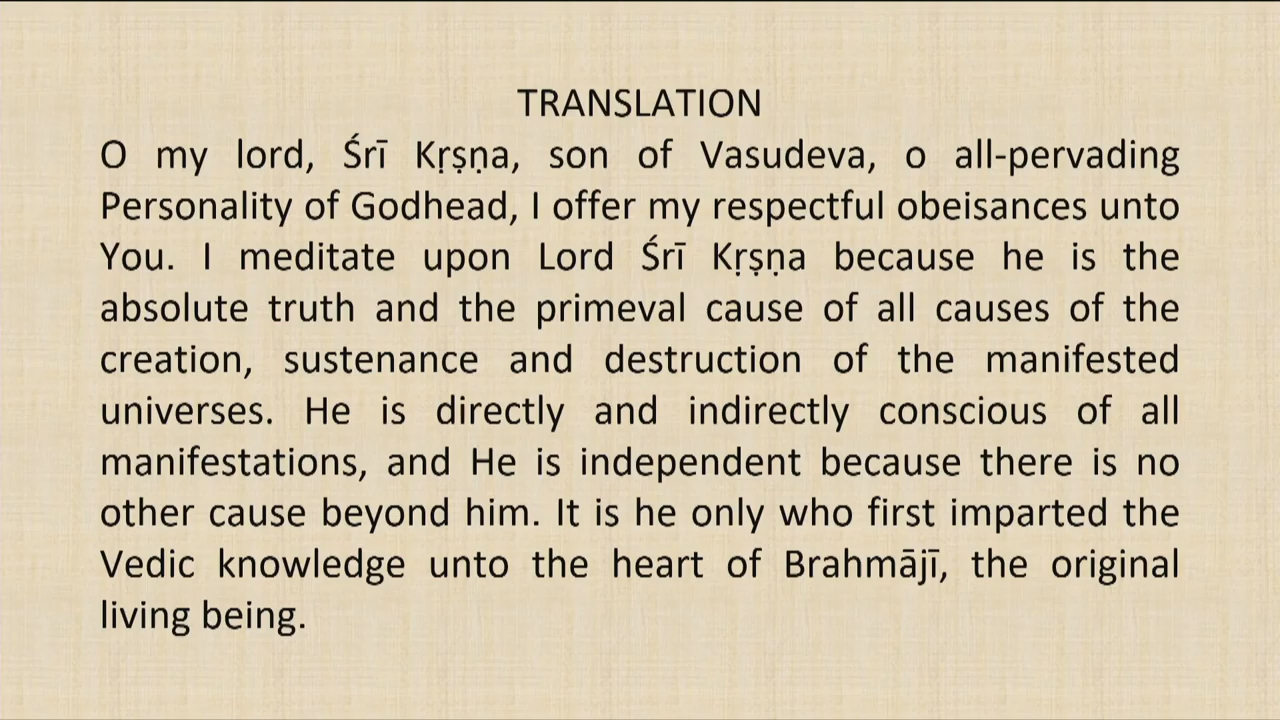 TRANSLATION
O my lord, Śrī Kṛṣṇa, son of Vasudeva, o all-pervading
Personality of Godhead, I offer my respectful obeisances unto
You. I meditate upon Lord Śrī Kṛṣṇa because he is the
absolute truth and the primeval cause of all causes of the
creation, sustenance and destruction of the manifested
universes. He is directly and indirectly conscious of all
manifestations, and He is independent because there is no
other cause beyond him. It is he only who first imparted the
Vedic knowledge unto the heart of Brahmājī, the original
living being.